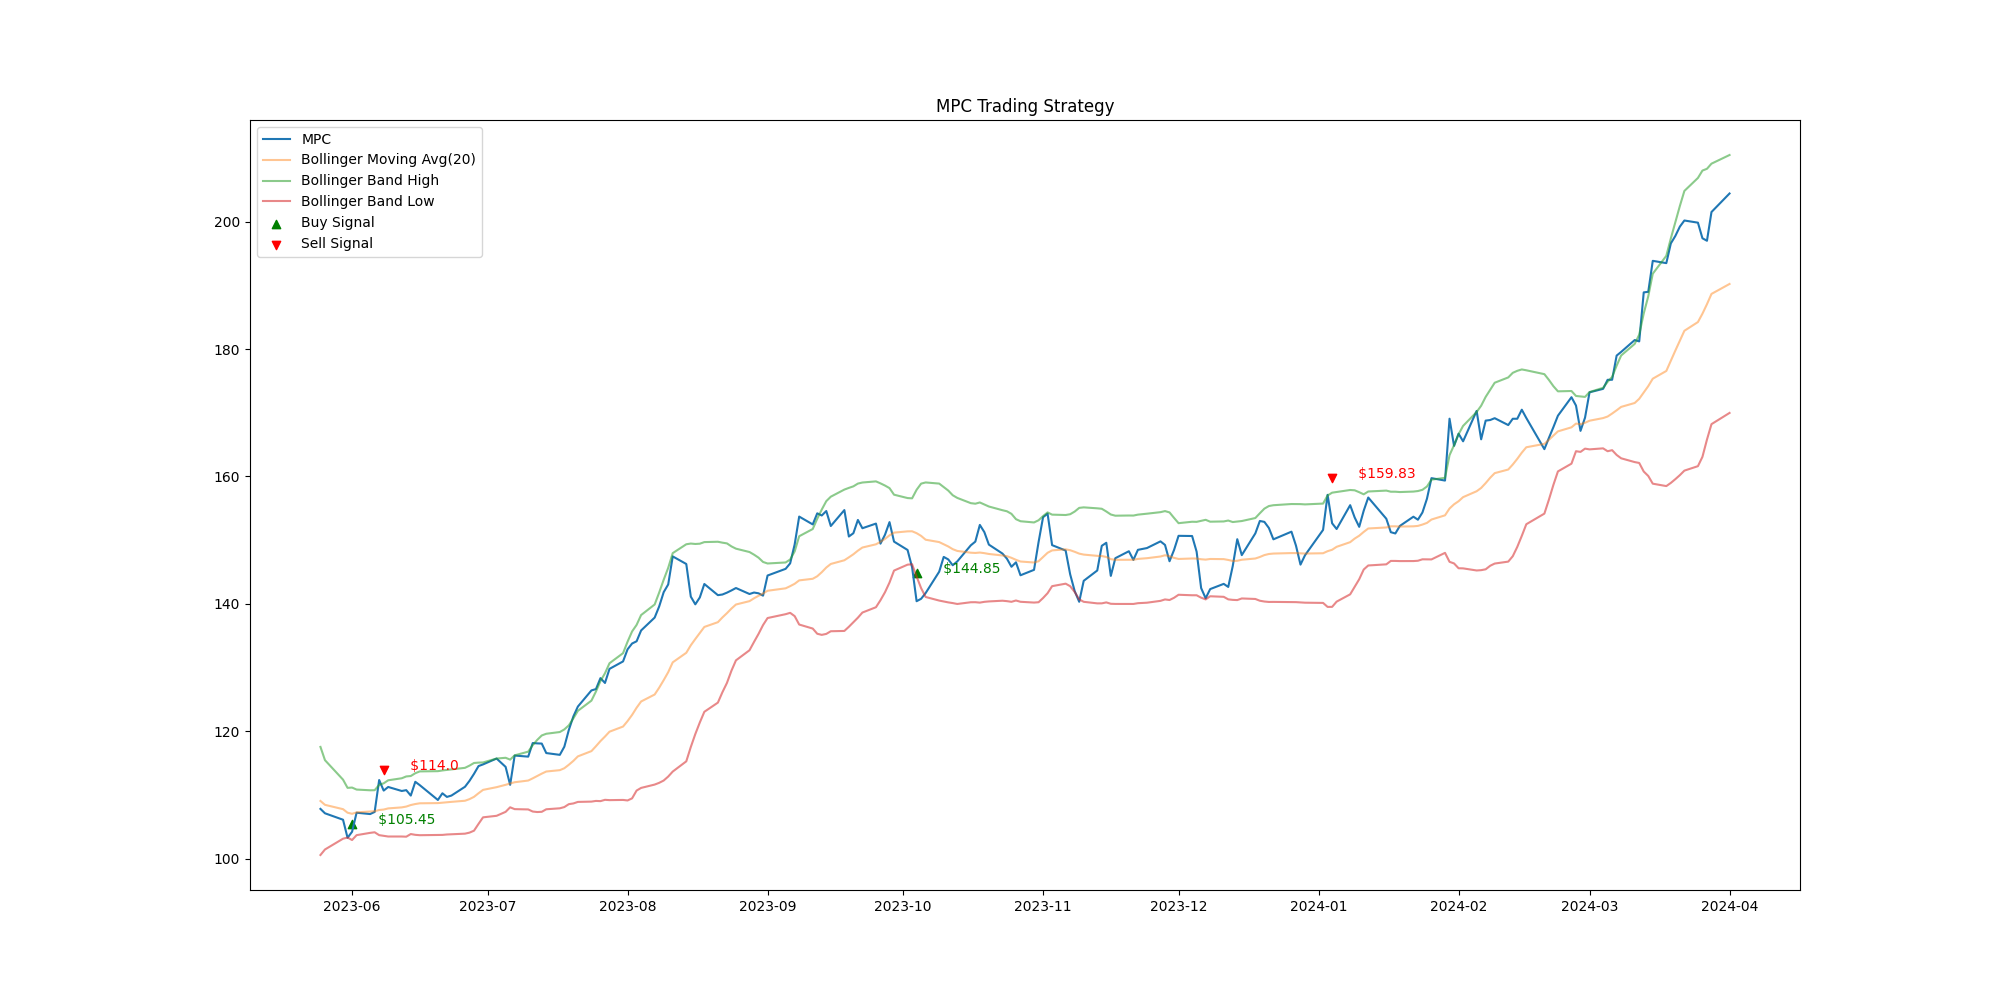 MPC Trading Strategy
MPC
Bollinger Moving Avg(20)
Bollinger Band High
Bollinger Band Low
Buy Signal
Sell Signal
200
180
160
140
120
100
$159.83
$144.85
$114.0
$105.45
2023-06 2023-07 2023-08 2023-09 2023-10 2023-11 2023-12 2024-01 2024-02 2024-03 2024-04